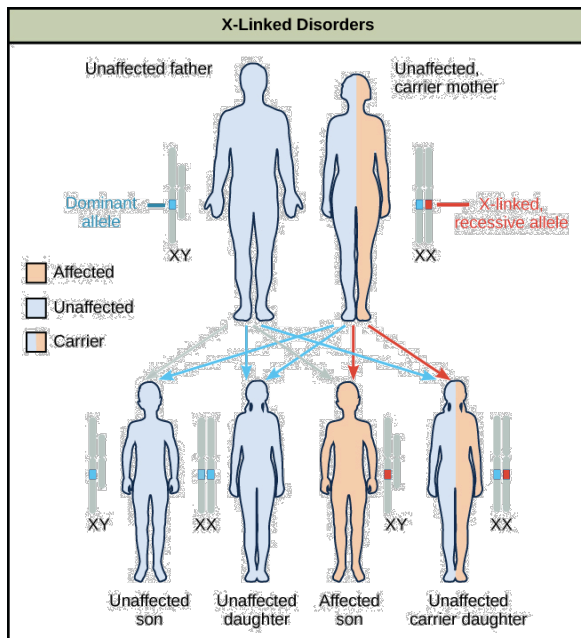 X-Linked Disorders
Unaffected father
Unaffected,
carrier mother
Dominant
allele
X-linked
recessive allele
XY
XX
Affected
Unaffected
Carrier
XY
XX
XY
XX
Unaffected
son
Unaffected
daughter
Affected
son
Unaffected
carrier daughter